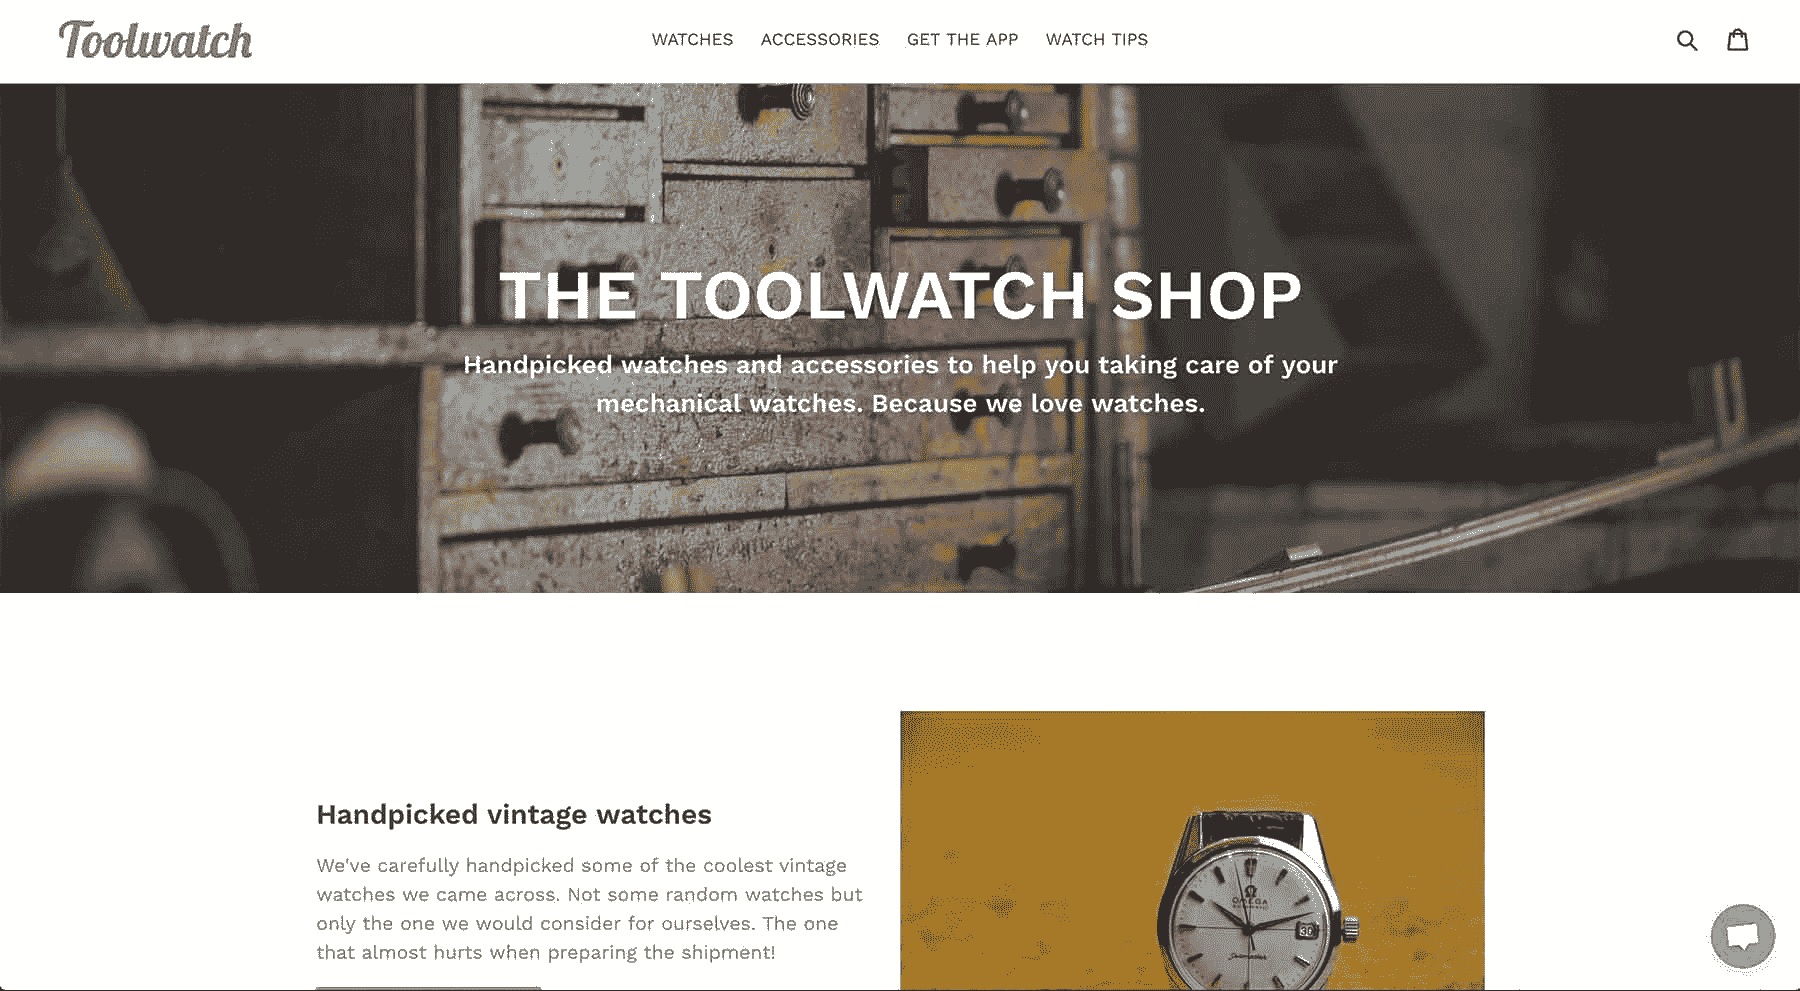 Toolwatch
WATCHES ACCESSORIES GET THE APP WATCH TIPS
THE TOOLWATCH SHOP
Handpicked watches and accessories to help you taking care of your
mechanical watches. Because we love watches.
Handpicked vintage watches
We've carefully handpicked some of the coolest vintage
watches we came across. Not some random watches but
only the one we would consider for ourselves. The one
that almost hurts when preparing the shipment!
Ω
OMEGA
30
Seamaster